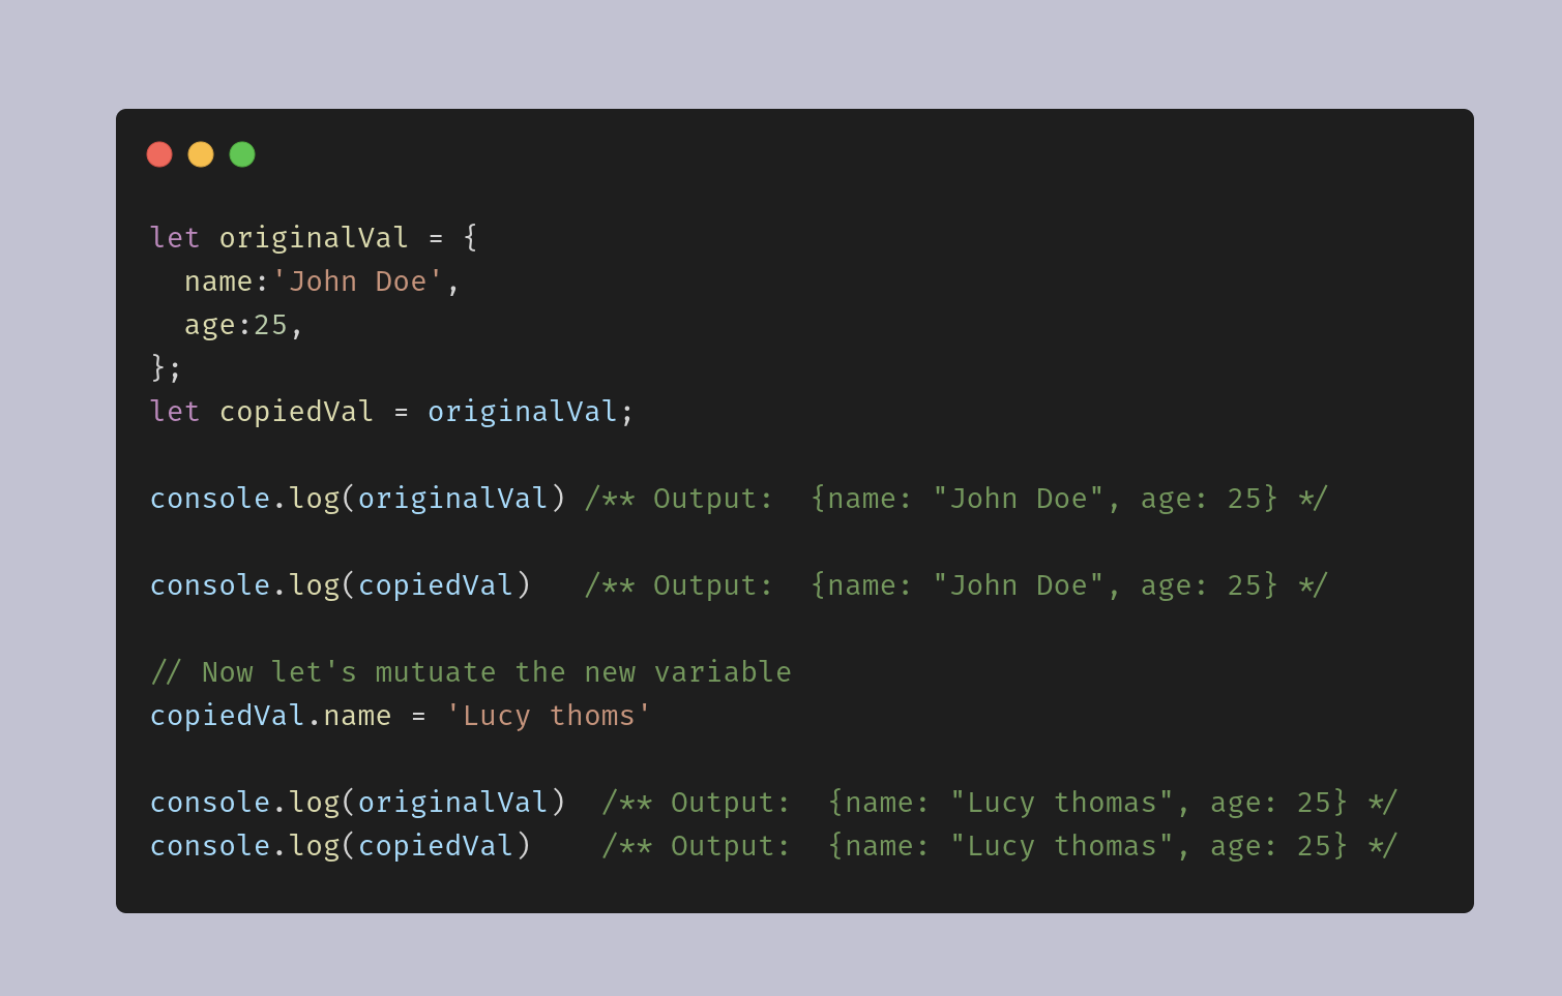 let originalVal = {
  name:'John Doe',
  age:25,
};
let copiedVal = originalVal;
console.log(originalVal) /** Output:  {name: "John Doe", age: 25} */
console.log(copiedVal)   /** Output:  {name: "John Doe", age: 25} */
// Now let's mutuate the new variable
copiedVal.name = 'Lucy thoms'
console.log(originalVal)  /** Output:  {name: "Lucy thomas", age: 25} */
console.log(copiedVal)    /** Output:  {name: "Lucy thomas", age: 25} */